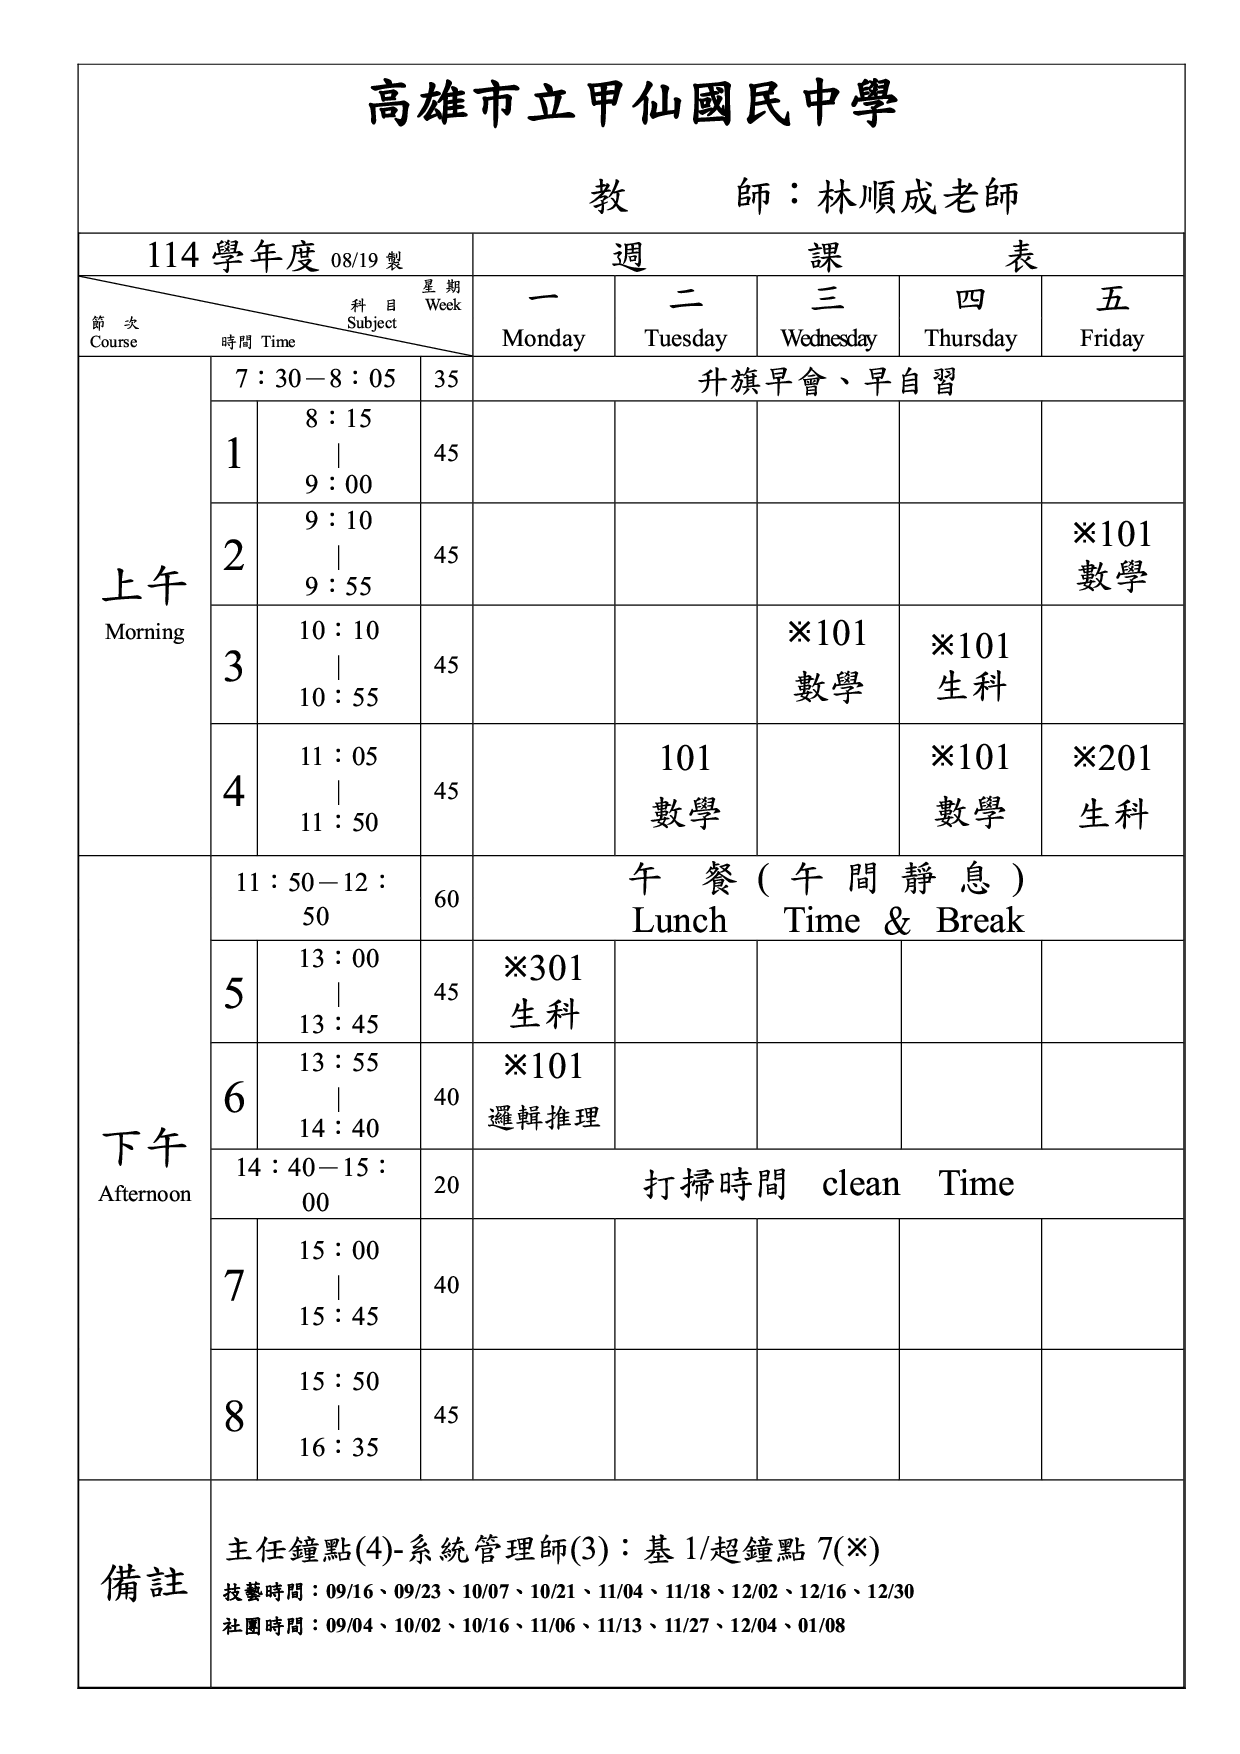 高雄市立甲仙國民中學
教　　師：林順成老師
114 學年度 08/19 製
週　課　表
節次 Course
時間 Time
科目 Subject
星期 Week
一 Monday
二 Tuesday
三 Wednesday
四 Thursday
五 Friday
上午
Morning
7：30－8：05
35
升旗早會、早自習
1
8：15
|
9：00
45
2
9：10
|
9：55
45
※101
數學
3
10：10
|
10：55
45
※101
數學
※101
生科
4
11：05
|
11：50
45
101
數學
※101
數學
※201
生科
下午
Afternoon
11：50－12：
50
60
午 餐 ( 午 間 靜 息 )
Lunch Time & Break
5
13：00
|
13：45
45
※301
生科
6
13：55
|
14：40
40
※101
邏輯推理
14：40－15：
00
20
打掃時間 clean Time
7
15：00
|
15：45
40
8
15：50
|
16：35
45
備註
主任鐘點(4)-系統管理師(3)：基 1/超鐘點 7(※)
技藝時間：09/16、09/23、10/07、10/21、11/04、11/18、12/02、12/16、12/30
社團時間：09/04、10/02、10/16、11/06、11/13、11/27、12/04、01/08